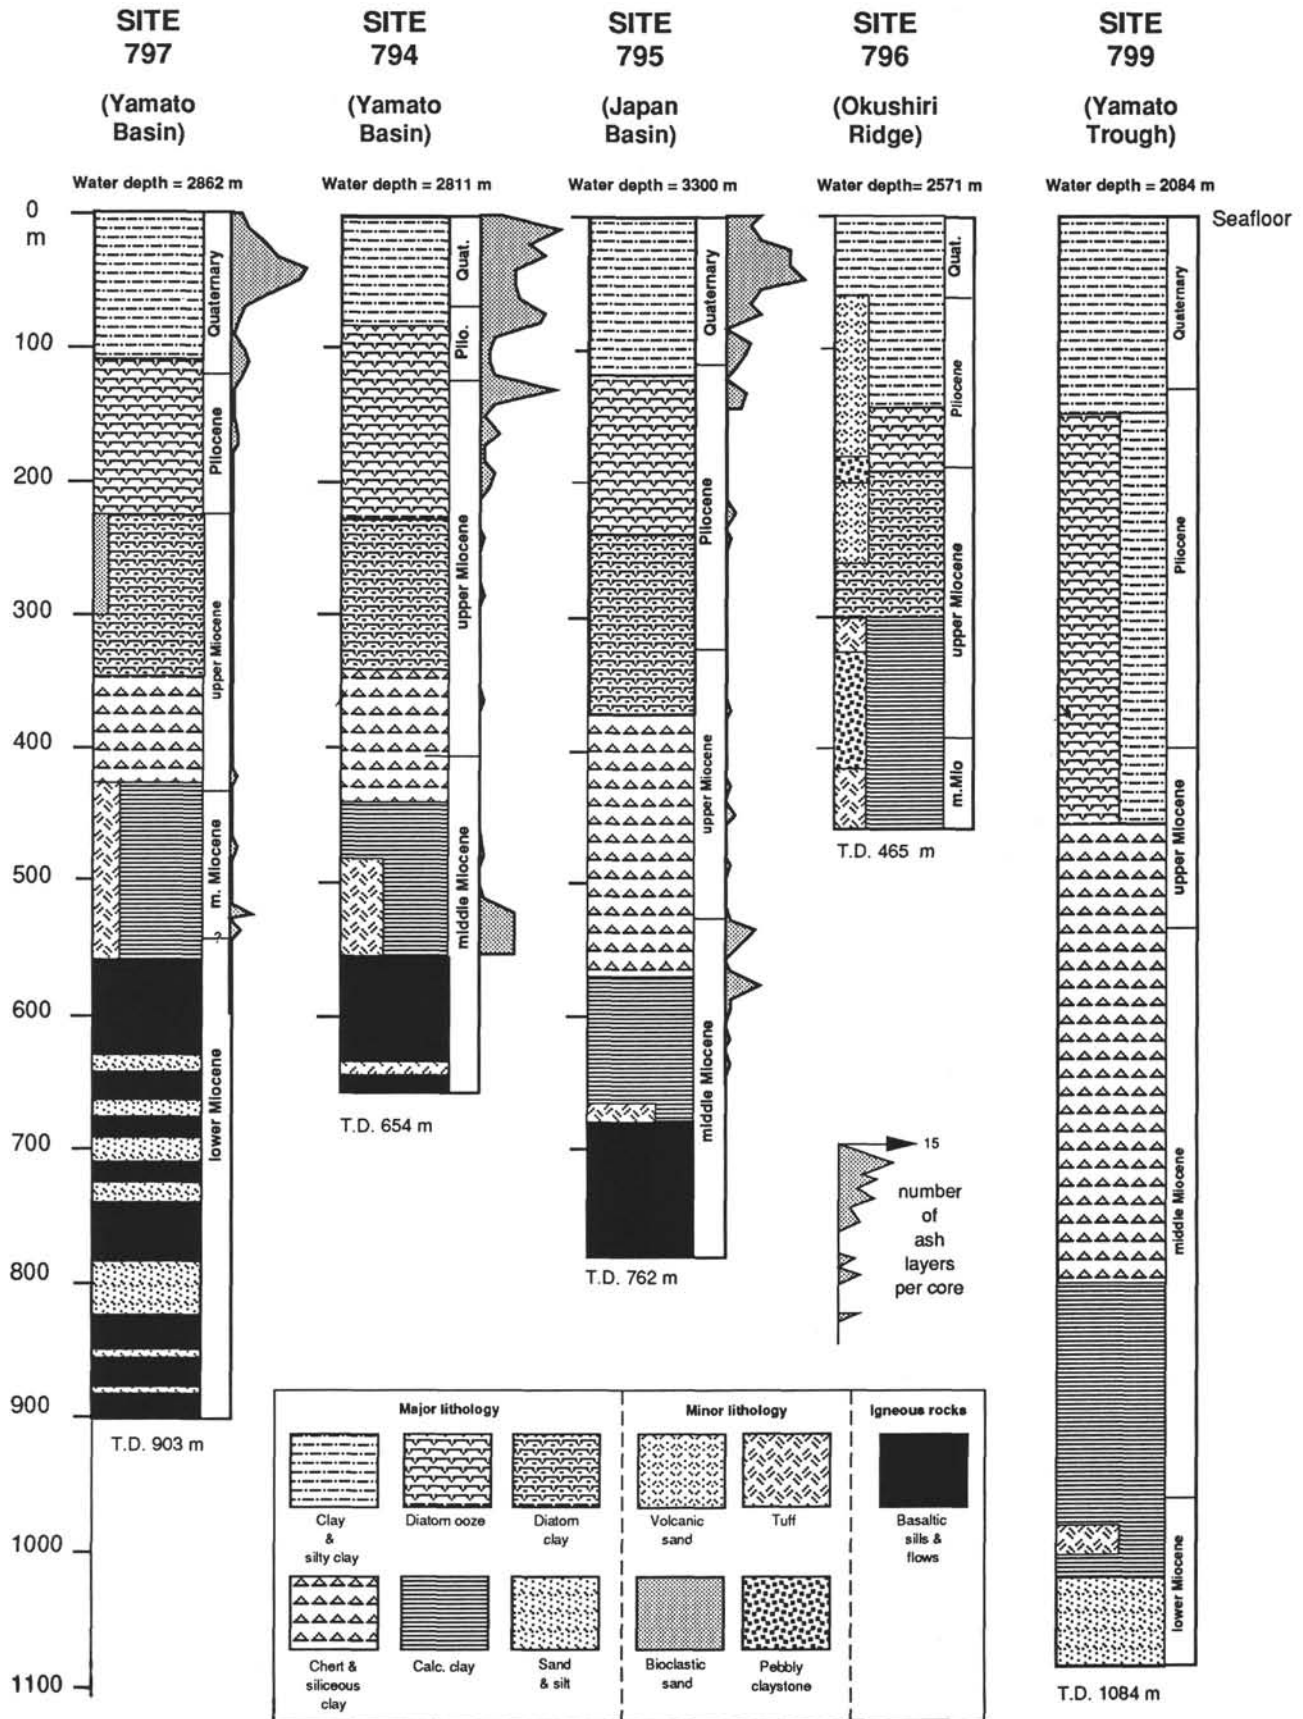 SITE
797
(Yamato
Basin)
Water depth = 2862 m
SITE
794
(Yamato
Basin)
Water depth = 2811 m
SITE
795
(Japan
Basin)
Water depth = 3300 m
SITE
796
(Okushiri
Ridge)
Water depth= 2571 m
SITE
799
(Yamato
Trough)
Water depth = 2084 m
0
m
100
200
300
400
500
600
700
800
900
1000
1100
Seafloor
Quaternary
Pliocene
upper Miocene
m. Miocene
?
lower Miocene
T.D. 903 m
Quat.
Plio.
upper Miocene
middle Miocene
T.D. 654 m
Quaternary
Pliocene
upper Miocene
middle Miocene
T.D. 762 m
Quat.
Pliocene
upper Miocene
m.Mio
T.D. 465 m
Quaternary
Pliocene
upper Miocene
middle Miocene
lower Miocene
T.D. 1084 m
15
number
of
ash
layers
per core
Major lithology
Minor lithology
Igneous rocks
Clay
&
silty clay
Diatom ooze
Diatom
clay
Volcanic
sand
Tuff
Basaltic
sills &
flows
Chert &
siliceous
clay
Calc. clay
Sand
& silt
Bioclastic
sand
Pebbly
claystone